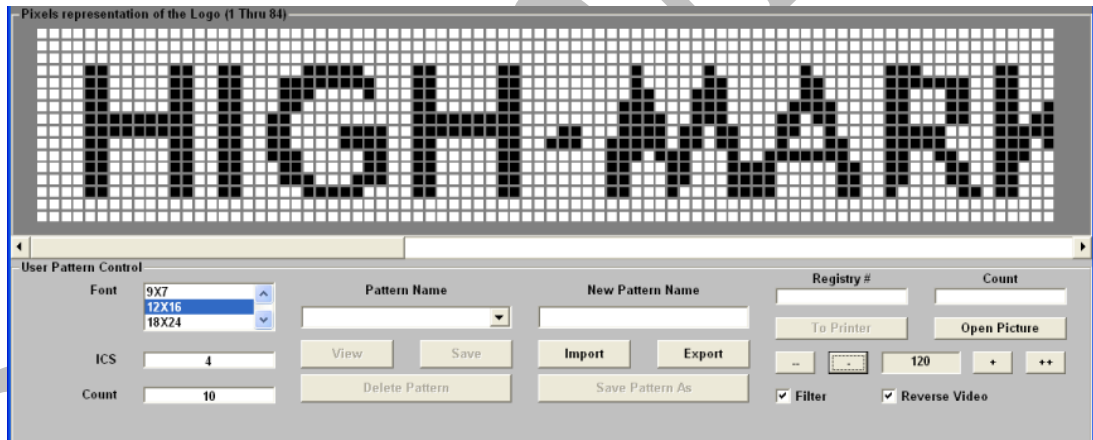 Pixels representation of the Logo (1 Thru 84)
HIGH-MARK
User Pattern Control
Font
9X7
12X16
18X24
ICS
4
Count
10
Pattern Name
View
Save
Delete Pattern
New Pattern Name
Import
Export
Save Pattern As
Registry #
Count
To Printer
Open Picture
--
-
120
+
++
Filter
Reverse Video